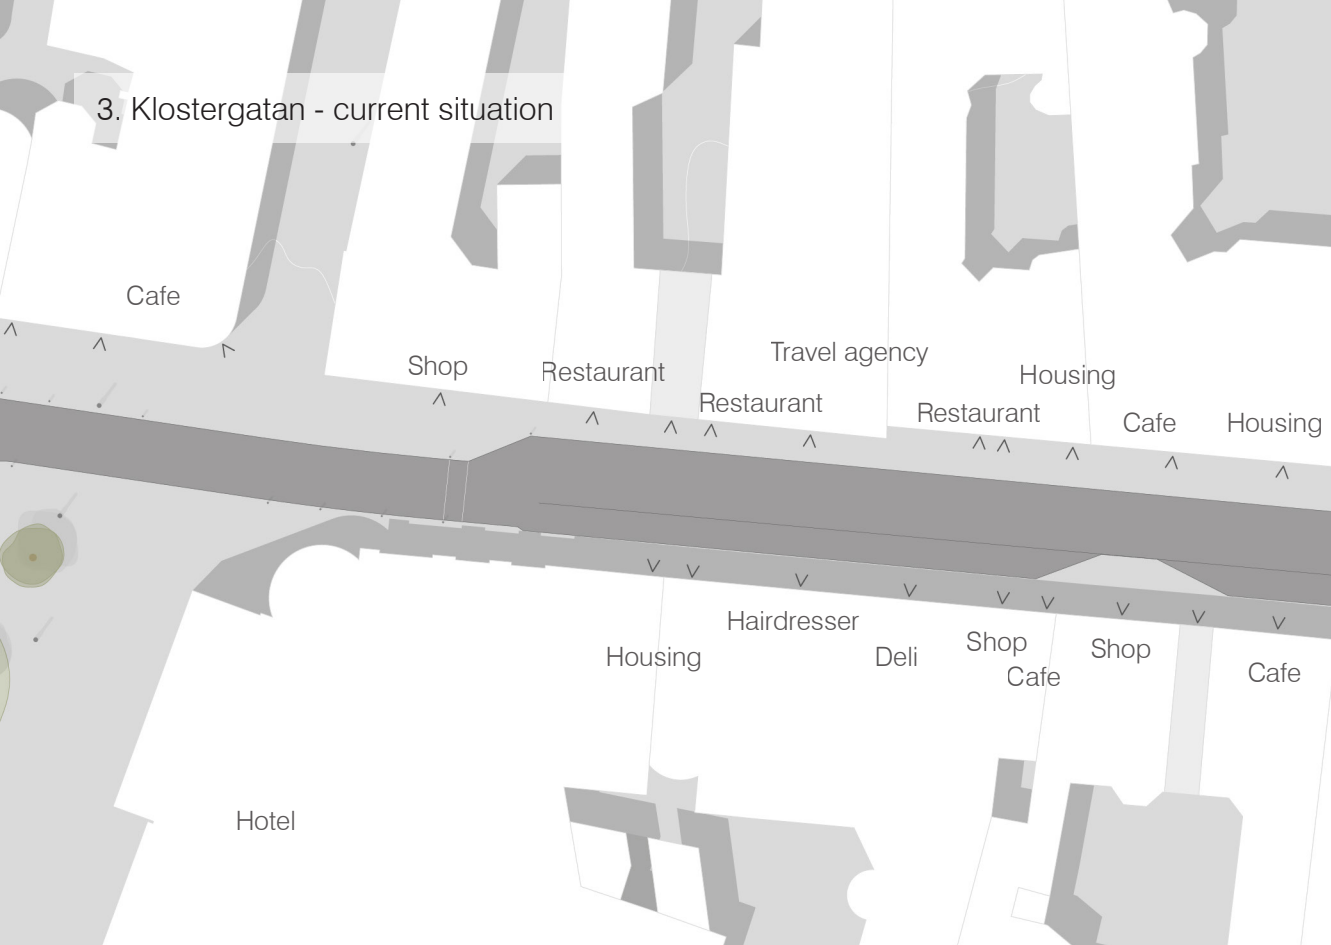 3. Klostergatan - current situation
Cafe
Shop
Restaurant
Travel agency
Restaurant
Housing
Restaurant
Cafe
Housing
Hairdresser
Housing
Deli
Shop
Cafe
Shop
Cafe
Hotel